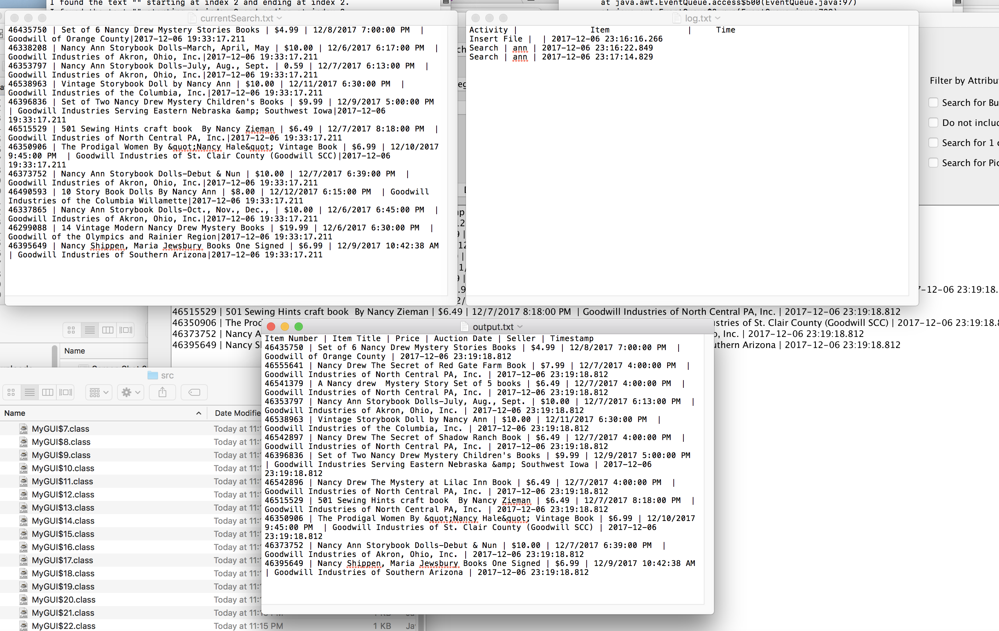 I found the text "" starting at index 2 and ending at index 2.
at java.awt.EventQueue.access$500(EventQueue.java:97)
currentSearch.txt
46435750 | Set of 6 Nancy Drew Mystery Stories Books | $4.99 | 12/8/2017 7:00:00 PM  |
Goodwill of Orange County|2017-12-06 19:33:17.211
46338208 | Nancy Ann Storybook Dolls-March, April, May | $10.00 | 12/6/2017 6:17:00 PM  |
Goodwill Industries of Akron, Ohio, Inc.|2017-12-06 19:33:17.211
46353797 | Nancy Ann Storybook Dolls-July, Aug., Sept. | 0.59 | 12/7/2017 6:13:00 PM  |
Goodwill Industries of Akron, Ohio, Inc.|2017-12-06 19:33:17.211
46538963 | Vintage Storybook Doll by Nancy Ann | $10.00 | 12/11/2017 6:30:00 PM  |
Goodwill Industries of the Columbia, Inc.|2017-12-06 19:33:17.211
46396836 | Set of Two Nancy Drew Mystery Children's Books | $9.99 | 12/9/2017 5:00:00 PM
| Goodwill Industries Serving Eastern Nebraska &amp; Southwest Iowa|2017-12-06
19:33:17.211
46515529 | 501 Sewing Hints craft book  By Nancy Zieman | $6.49 | 12/7/2017 8:18:00 PM  |
Goodwill Industries of North Central PA, Inc.|2017-12-06 19:33:17.211
46350906 | The Prodigal Women By &quot;Nancy Hale&quot; Vintage Book | $6.99 | 12/10/2017
9:45:00 PM  | Goodwill Industries of St. Clair County (Goodwill SCC)|2017-12-06
19:33:17.211
46373752 | Nancy Ann Storybook Dolls-Debut & Nun | $10.00 | 12/7/2017 6:39:00 PM  |
Goodwill Industries of Akron, Ohio, Inc.|2017-12-06 19:33:17.211
46490593 | 10 Story Book Dolls By Nancy Ann | $8.00 | 12/12/2017 6:15:00 PM  | Goodwill
Industries of the Columbia Willamette|2017-12-06 19:33:17.211
46337865 | Nancy Ann Storybook Dolls-Oct., Nov., Dec., | $10.00 | 12/6/2017 6:45:00 PM  |
Goodwill Industries of Akron, Ohio, Inc.|2017-12-06 19:33:17.211
46299088 | 14 Vintage Modern Nancy Drew Mystery Books | $19.99 | 12/6/2017 6:30:00 PM  |
Goodwill of the Olympics and Rainier Region|2017-12-06 19:33:17.211
46395649 | Nancy Shippen, Maria Jewsbury Books One Signed | $6.99 | 12/9/2017 10:42:38 AM
| Goodwill Industries of Southern Arizona|2017-12-06 19:33:17.211
log.txt
Activity |               Item                |     Time
Insert File |  | 2017-12-06 23:16:16.266
Search | ann | 2017-12-06 23:16:22.849
Search | ann | 2017-12-06 23:17:14.829
Filter by Attribu
Search for Bu
Do not includ
Search for 1 
Search for Pic
7-12-06 23:19:18.
46515529 | 501 Sewing Hints craft book  By Nancy Zieman | $6.49 | 12/7/2017 8:18:00 PM  | Goodwill Industries of North Central PA, Inc. | 2017-12-06 23:19:18.812
46350906 | The Prod
stries of St. Clair County (Goodwill SCC) | 2017-12-06 23:19:18.8
46373752 | Nancy A
o, Inc. | 2017-12-06 23:19:18.812
46395649 | Nancy S
uthern Arizona | 2017-12-06 23:19:18.812
output.txt
Item Number | Item Title | Price | Auction Date | Seller | Timestamp
46435750 | Set of 6 Nancy Drew Mystery Stories Books | $4.99 | 12/8/2017 7:00:00 PM  |
Goodwill of Orange County | 2017-12-06 23:19:18.812
46555641 | Nancy Drew The Secret of Red Gate Farm Book | $7.99 | 12/7/2017 4:00:00 PM  |
Goodwill Industries of North Central PA, Inc. | 2017-12-06 23:19:18.812
46541379 | A Nancy drew  Mystery Story Set of 5 books | $6.49 | 12/7/2017 4:00:00 PM  |
Goodwill Industries of North Central PA, Inc. | 2017-12-06 23:19:18.812
46353797 | Nancy Ann Storybook Dolls-July, Aug., Sept. | $10.00 | 12/7/2017 6:13:00 PM  |
Goodwill Industries of Akron, Ohio, Inc. | 2017-12-06 23:19:18.812
46538963 | Vintage Storybook Doll by Nancy Ann | $10.00 | 12/11/2017 6:30:00 PM  |
Goodwill Industries of the Columbia, Inc. | 2017-12-06 23:19:18.812
46542897 | Nancy Drew The Secret of Shadow Ranch Book | $6.49 | 12/7/2017 4:00:00 PM  |
Goodwill Industries of North Central PA, Inc. | 2017-12-06 23:19:18.812
46396836 | Set of Two Nancy Drew Mystery Children's Books | $9.99 | 12/9/2017 5:00:00 PM
| Goodwill Industries Serving Eastern Nebraska &amp; Southwest Iowa | 2017-12-06
23:19:18.812
46542896 | Nancy Drew The Mystery at Lilac Inn Book | $6.49 | 12/7/2017 4:00:00 PM  |
Goodwill Industries of North Central PA, Inc. | 2017-12-06 23:19:18.812
46515529 | 501 Sewing Hints craft book  By Nancy Zieman | $6.49 | 12/7/2017 8:18:00 PM  |
Goodwill Industries of North Central PA, Inc. | 2017-12-06 23:19:18.812
46350906 | The Prodigal Women By &quot;Nancy Hale&quot; Vintage Book | $6.99 | 12/10/2017
9:45:00 PM  | Goodwill Industries of St. Clair County (Goodwill SCC) | 2017-12-06
23:19:18.812
46373752 | Nancy Ann Storybook Dolls-Debut & Nun | $10.00 | 12/7/2017 6:39:00 PM  |
Goodwill Industries of Akron, Ohio, Inc. | 2017-12-06 23:19:18.812
46395649 | Nancy Shippen, Maria Jewsbury Books One Signed | $6.99 | 12/9/2017 10:42:38 AM
| Goodwill Industries of Southern Arizona | 2017-12-06 23:19:18.812
Name
src
Name
Date Modifie
MyGUI$7.class Today at 11:
MyGUI$8.class Today at 11:
MyGUI$9.class Today at 11:
MyGUI$10.class Today at 11:
MyGUI$11.class Today at 11:
MyGUI$12.class Today at 11:
MyGUI$13.class Today at 11:
MyGUI$14.class Today at 11:
MyGUI$15.class Today at 11:
MyGUI$16.class Today at 11:
MyGUI$17.class Today at 11:
MyGUI$18.class Today at 11:
MyGUI$19.class Today at 11:
MyGUI$20.class Today at 11:
MyGUI$21.class Today at 11:
MyGUI$22.class Today at 11:15 PM 1 KB Ja